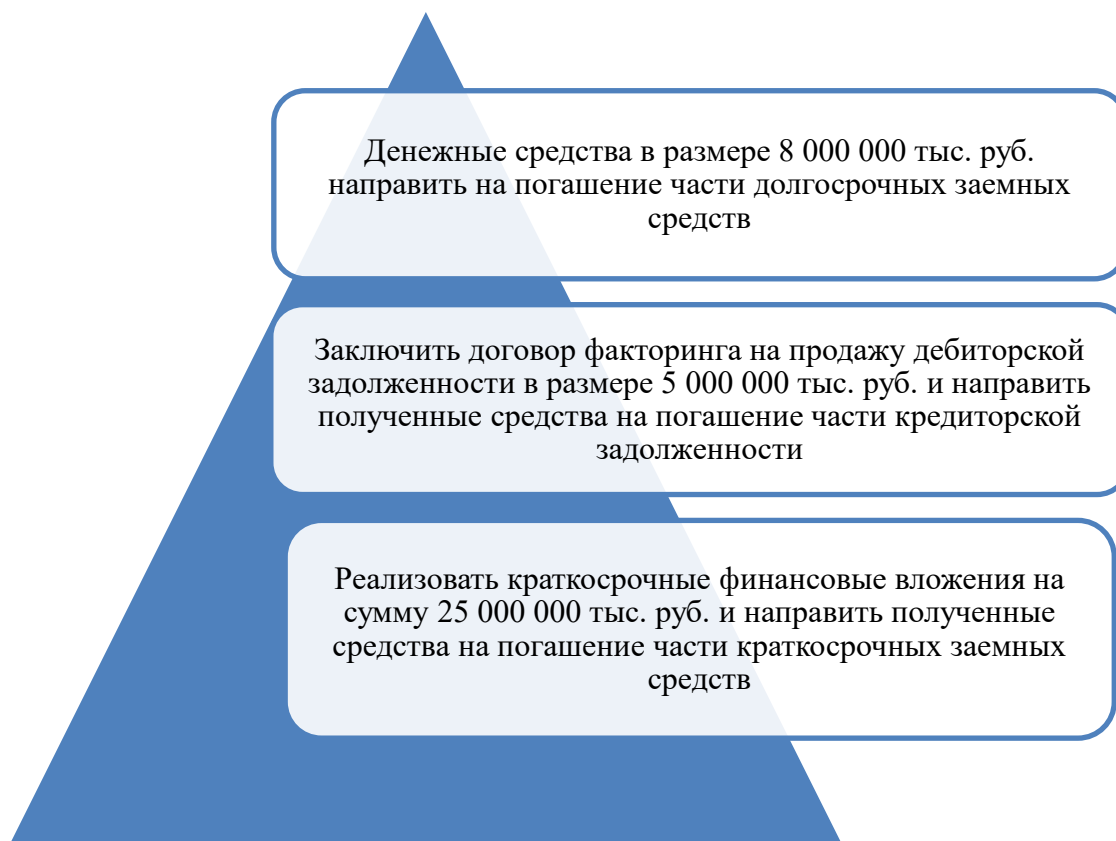 Денежные средства в размере 8 000 000 тыс. руб.
направить на погашение части долгосрочных заемных
средств
Заключить договор факторинга на продажу дебиторской
задолженности в размере 5 000 000 тыс. руб. и направить
полученные средства на погашение части кредиторской
задолженности
Реализовать краткосрочные финансовые вложения на
сумму 25 000 000 тыс. руб. и направить полученные
средства на погашение части краткосрочных заемных
средств